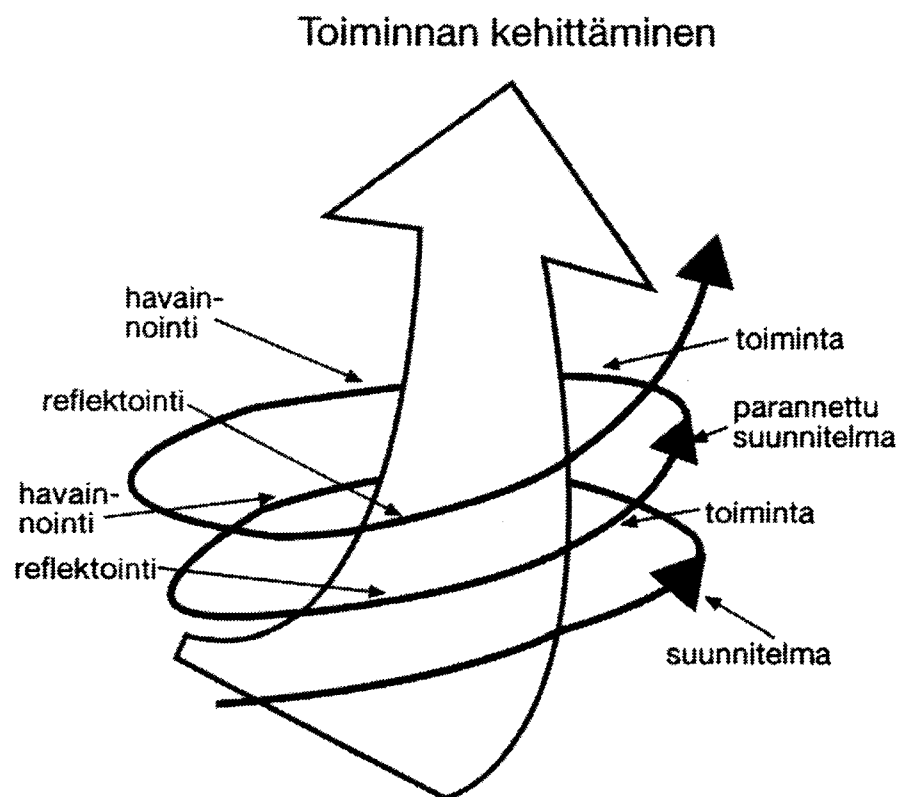 Toiminnan kehittäminen
havain-
nointi
toiminta
reflektointi
parannettu
suunnitelma
havain-
nointi
toiminta
reflektointi
suunnitelma